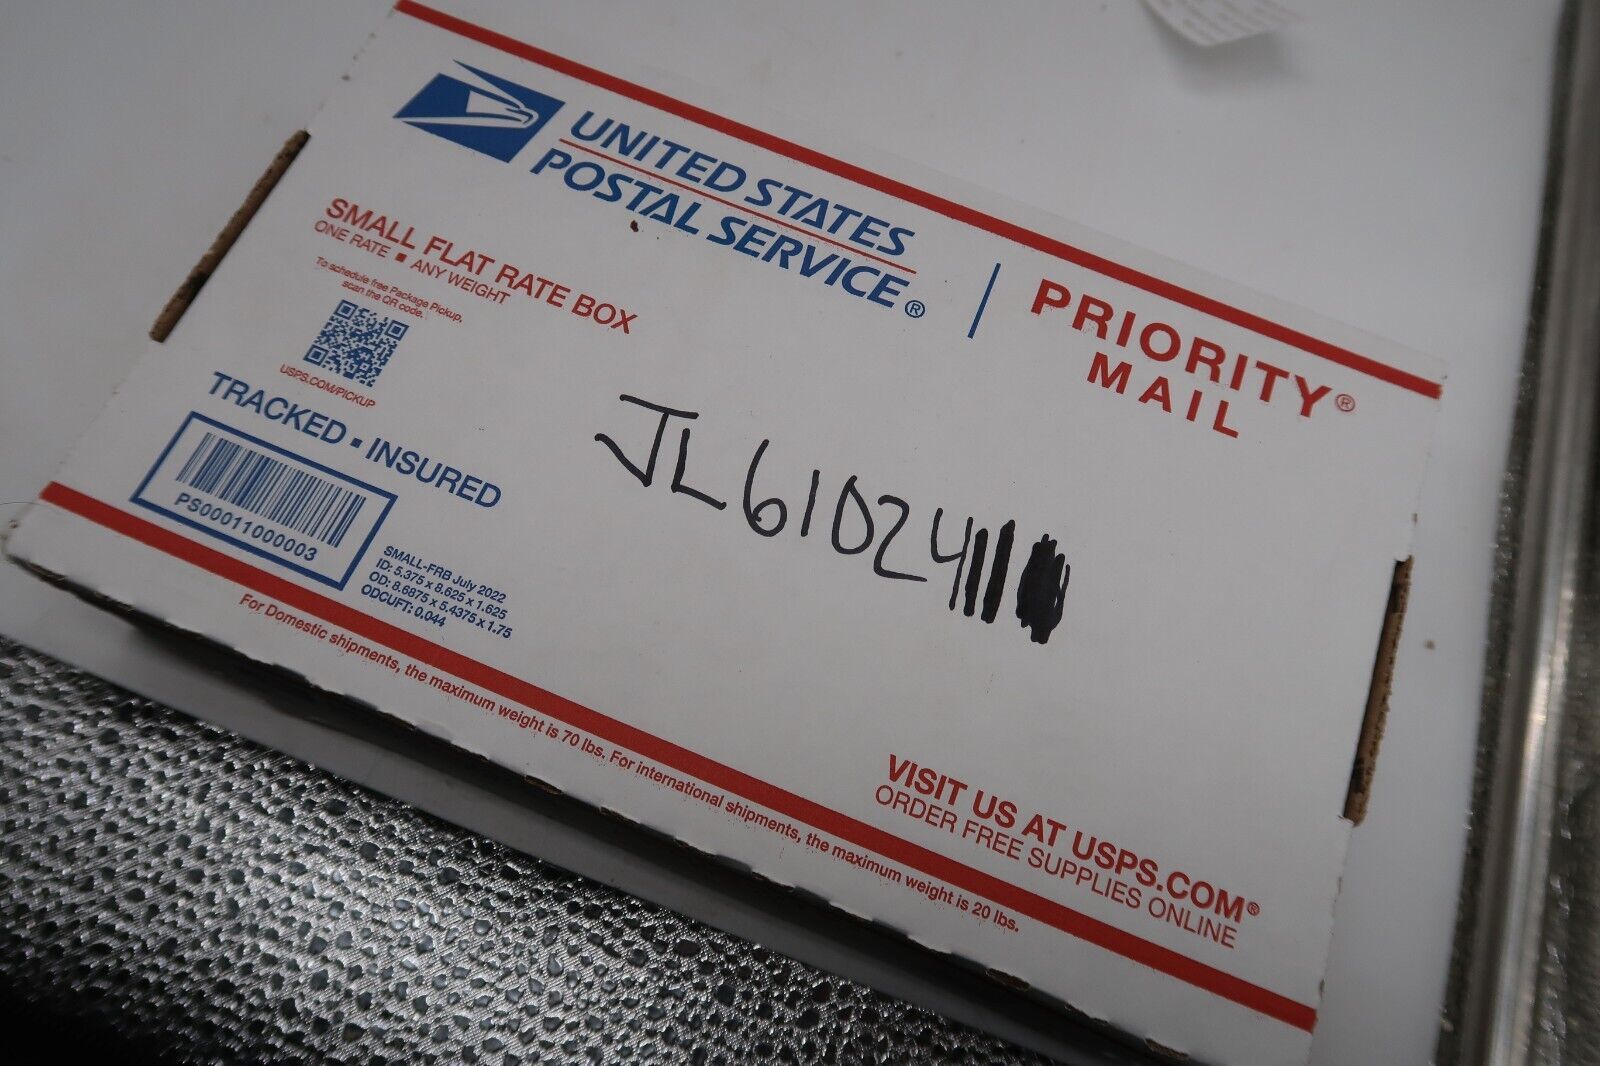 UNITED STATES
POSTAL SERVICE®
PRIORITY®
MAIL
SMALL FLAT RATE BOX
ONE RATE ▪ ANY WEIGHT
To schedule free Package Pickup,
scan the QR code.
USPS.COM/PICKUP
TRACKED ▪ INSURED
PS00011000003
SMALL-FRB July 2022
ID: 5.375 x 8.625 x 1.625
OD: 8.6875 x 5.4375 x 1.75
ODCUFT: 0.044
JL61024
VISIT US AT USPS.COM®
ORDER FREE SUPPLIES ONLINE
For Domestic shipments, the maximum weight is 70 lbs. For international shipments, the maximum weight is 20 lbs.